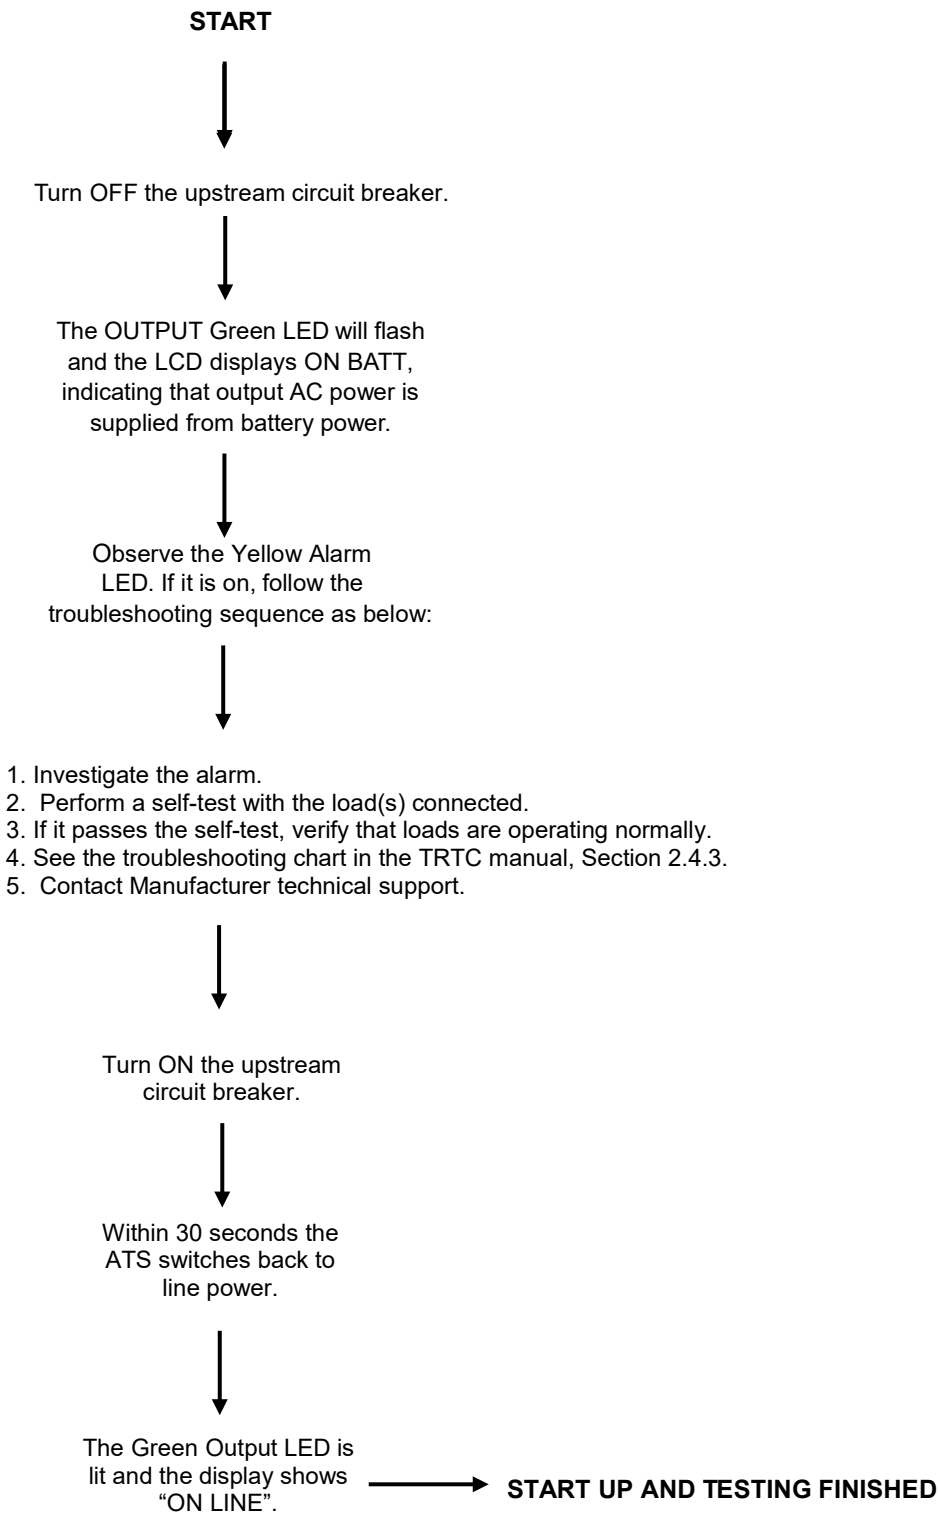 START
Turn OFF the upstream circuit breaker.
The OUTPUT Green LED will flash
and the LCD displays ON BATT,
indicating that output AC power is
supplied from battery power.
Observe the Yellow Alarm
LED. If it is on, follow the
troubleshooting sequence as below:
1. Investigate the alarm.
2.  Perform a self-test with the load(s) connected.
3. If it passes the self-test, verify that loads are operating normally.
4. See the troubleshooting chart in the TRTC manual, Section 2.4.3.
5.  Contact Manufacturer technical support.
Turn ON the upstream
circuit breaker.
Within 30 seconds the
ATS switches back to
line power.
The Green Output LED is
lit and the display shows
“ON LINE”.
START UP AND TESTING FINISHED